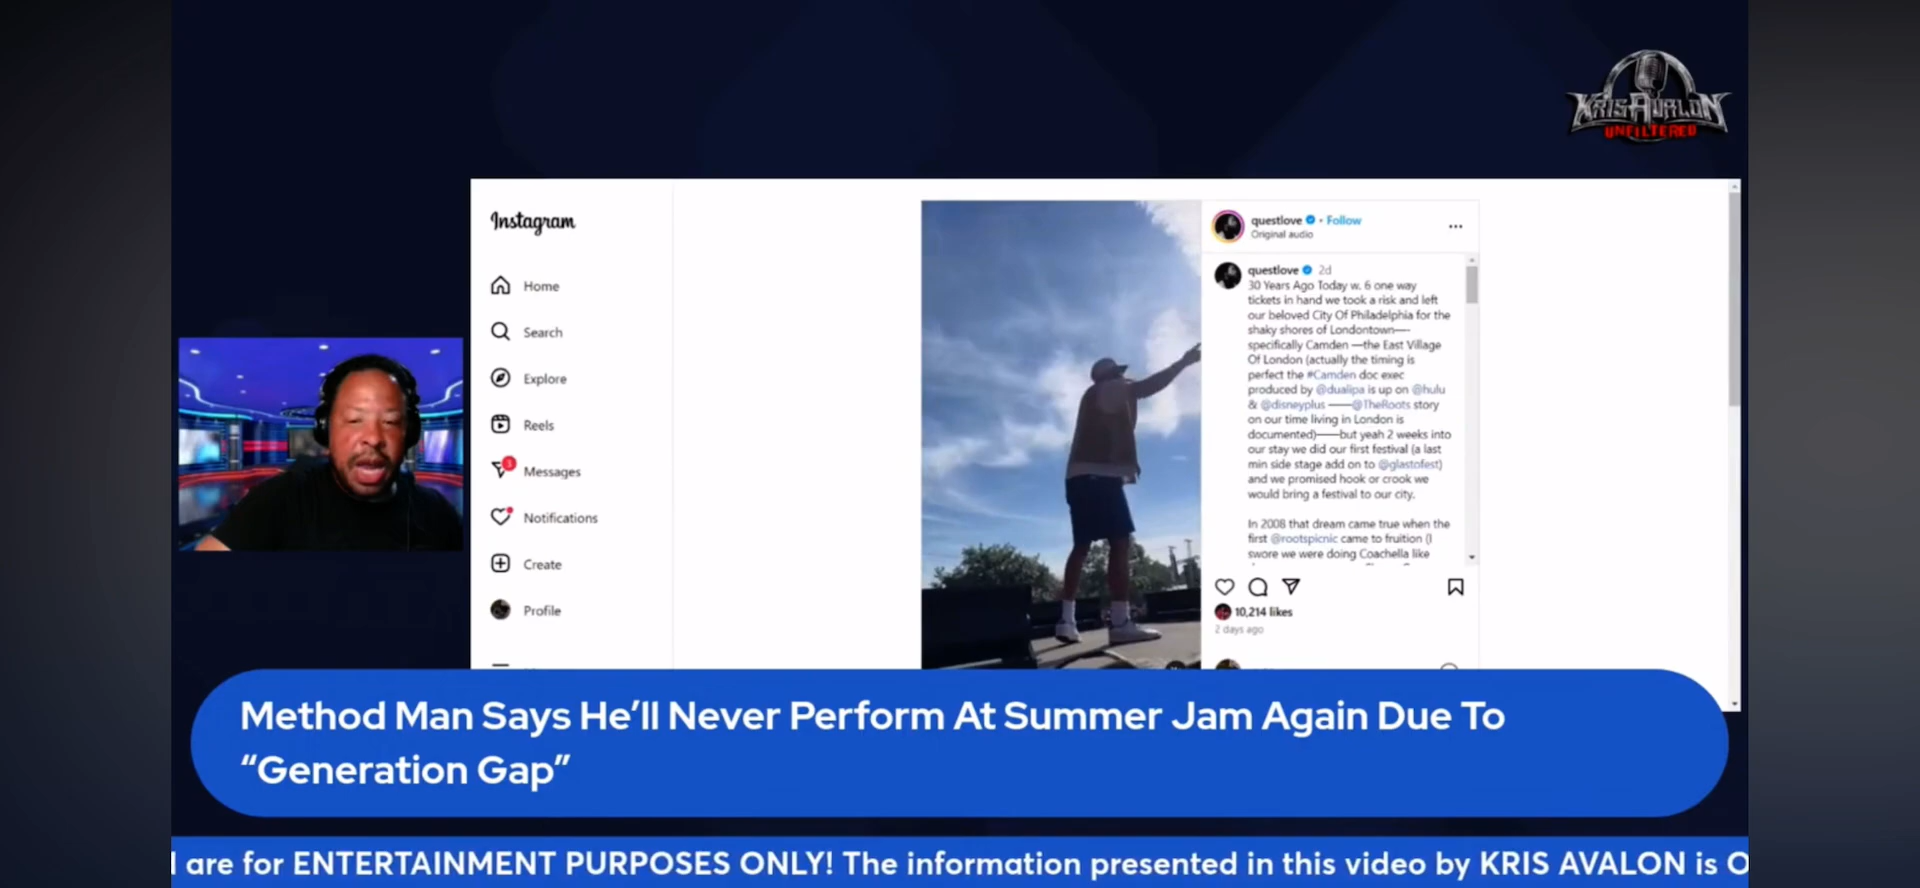 KRIS AVALON
UNFILTERED
Instagram
Home
Search
Explore
Reels
Messages
Notifications
Create
Profile
questlove • Follow
Original audio
questlove 2d
30 Years Ago Today w. 6 one way
tickets in hand we took a risk and left
our beloved City Of Philadelphia for the
shaky shores of Londontown—-
specifically Camden —the East Village
Of London (actually the timing is
perfect the #Camden doc exec
produced by @dualipa is up on @hulu
& @disneyplus ——@TheRoots story
on our time living in London is
documented)——but yeah 2 weeks into
our stay we did our first festival (a last
min side stage add on to @glastofest)
and we promised hook or crook we
would bring a festival to our city.
In 2008 that dream came true when the
first @rootspicnic came to fruition (I
swore we were doing Coachella like
10,214 likes
2 days ago
Method Man Says He’ll Never Perform At Summer Jam Again Due To
“Generation Gap”
are for ENTERTAINMENT PURPOSES ONLY! The information presented in this video by KRIS AVALON is O